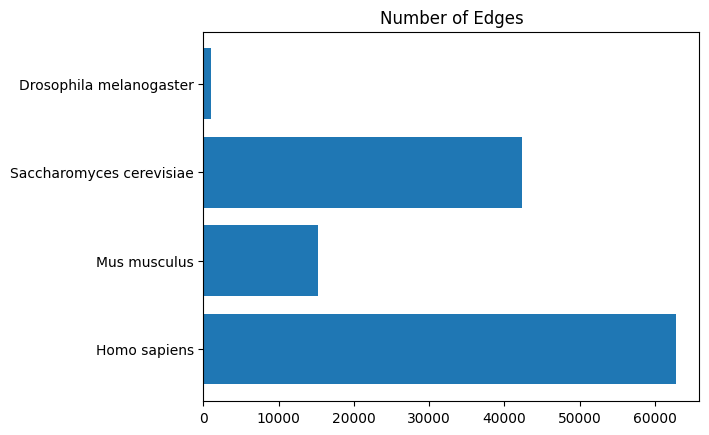 Number of Edges
Drosophila melanogaster
Saccharomyces cerevisiae
Mus musculus
Homo sapiens
0 10000 20000 30000 40000 50000 60000